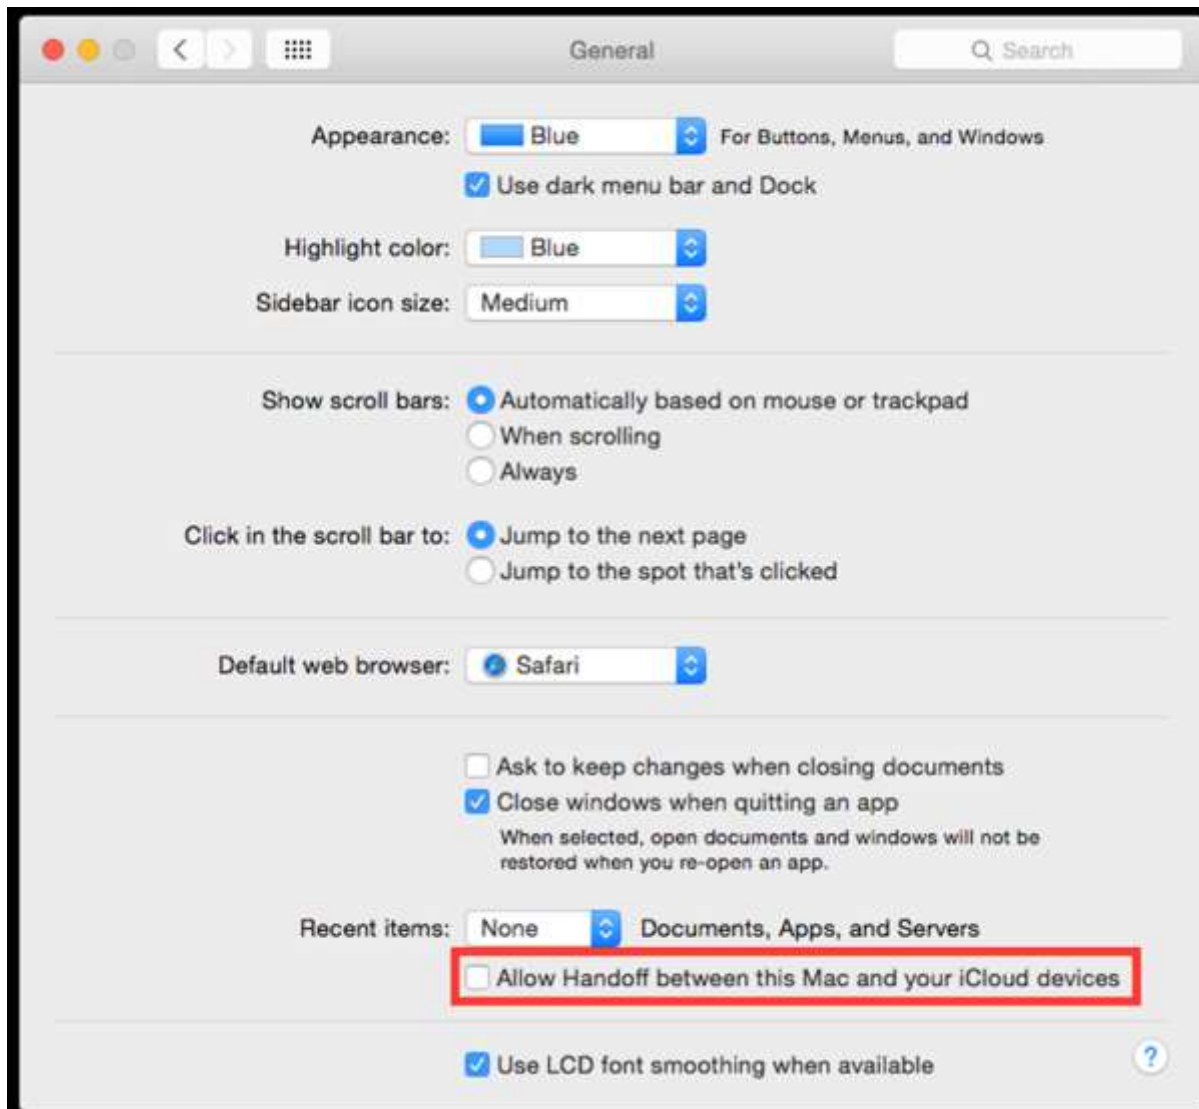 General
Search
Appearance: Blue For Buttons, Menus, and Windows
Use dark menu bar and Dock
Highlight color: Blue
Sidebar icon size: Medium
Show scroll bars: Automatically based on mouse or trackpad
When scrolling
Always
Click in the scroll bar to: Jump to the next page
Jump to the spot that's clicked
Default web browser: Safari
Ask to keep changes when closing documents
Close windows when quitting an app
When selected, open documents and windows will not be
restored when you re-open an app.
Recent items: None Documents, Apps, and Servers
Allow Handoff between this Mac and your iCloud devices
Use LCD font smoothing when available
?